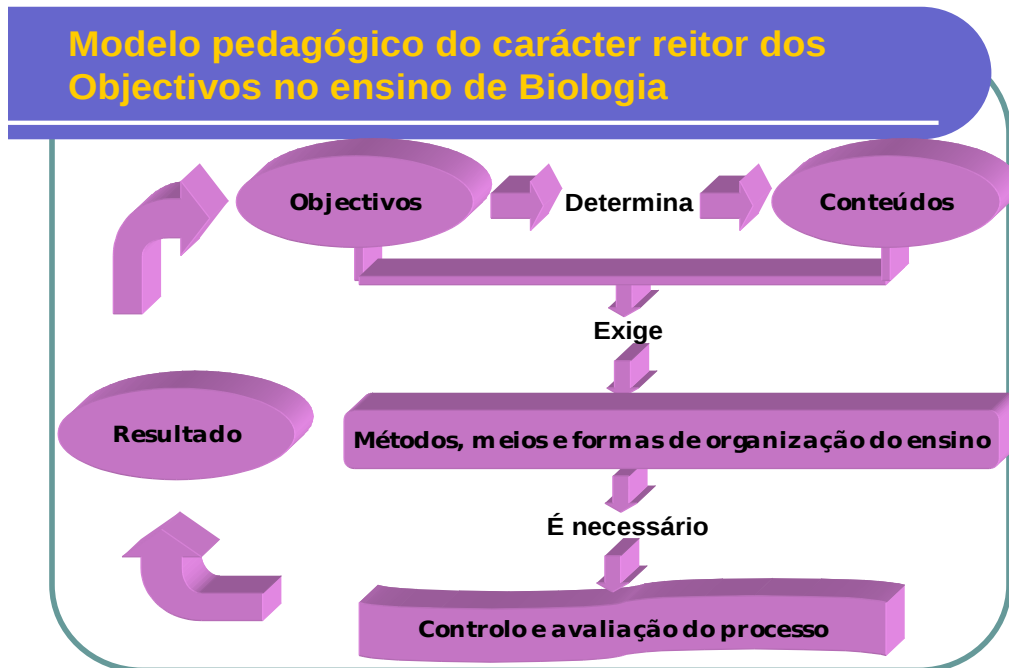 Modelo pedagógico do carácter reitor dos
Objectivos no ensino de Biologia
Objectivos
Determina
Conteúdos
Exige
Resultado
Métodos, meios e formas de organização do ensino
É necessário
Controlo e avaliação do processo